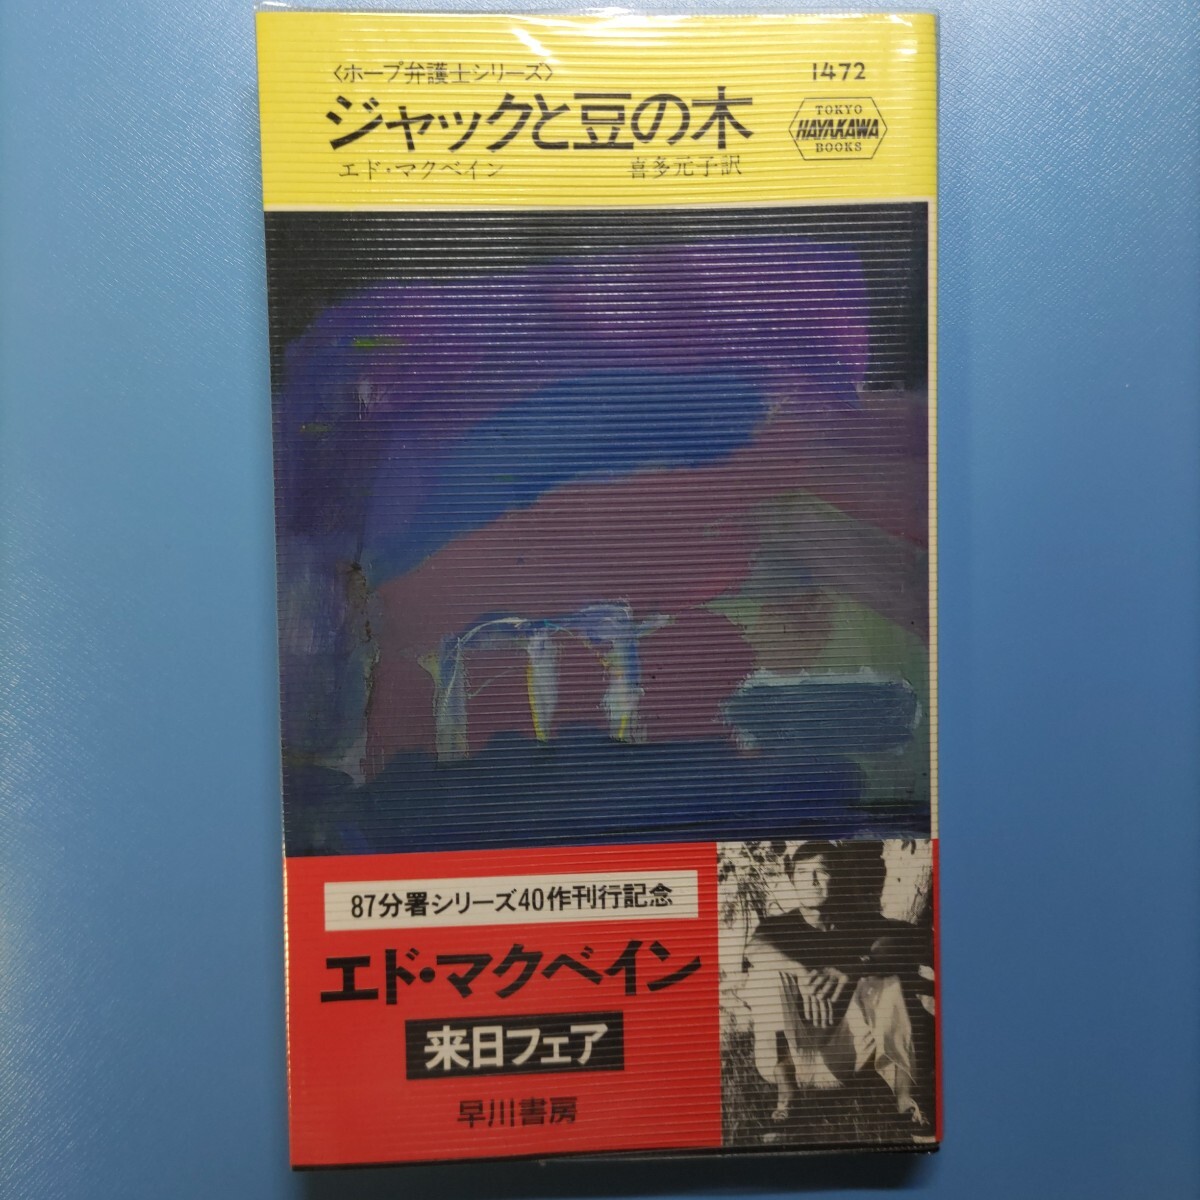 〈ホープ弁護士シリーズ〉
ジャックと豆の木
エド・マクベイン 喜多元子訳
1472
TOKYO
HAYAKAWA
BOOKS
87分署シリーズ40作刊行記念
エド・マクベイン
来日フェア
早川書房